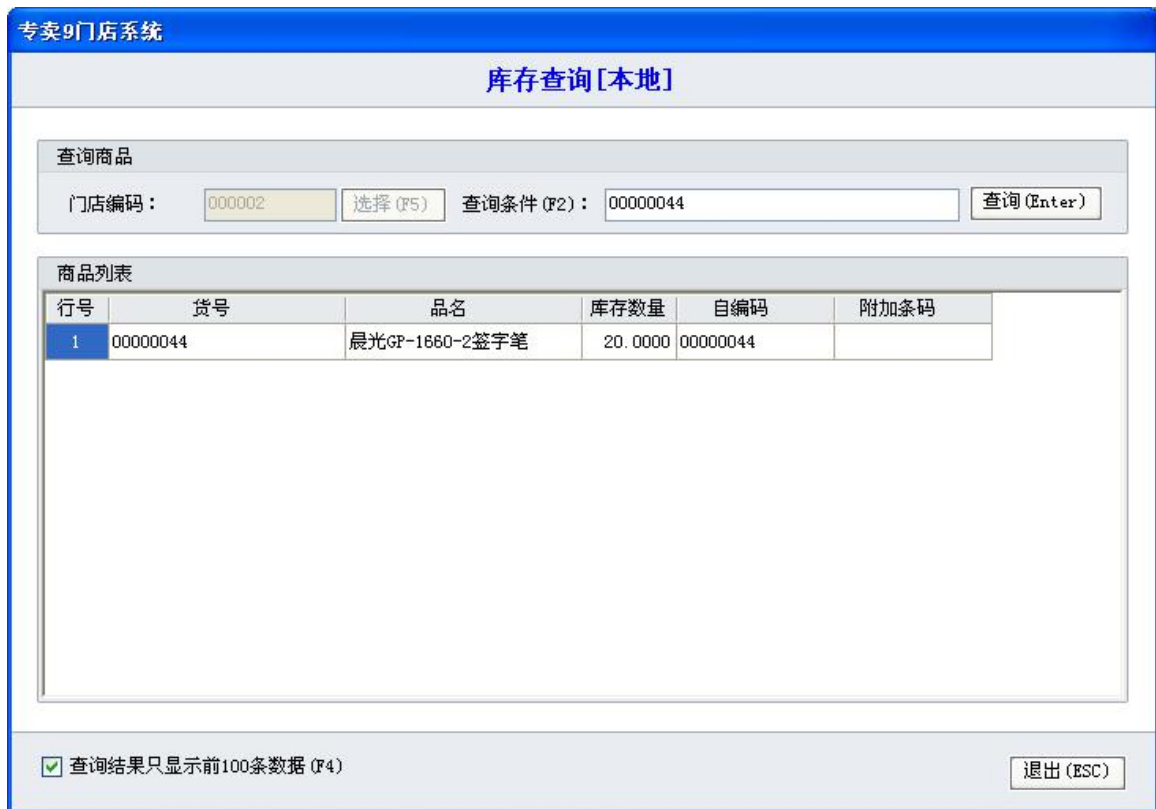 专卖9门店系统
库存查询[本地]
查询商品
门店编码： 000002 选择(F5) 查询条件(F2)： 00000044 查询(Enter)
商品列表
行号 货号 品名 库存数量 自编码 附加条码
1 00000044 晨光GP-1660-2签字笔 20.0000 00000044
查询结果只显示前100条数据(F4) 退出(ESC)